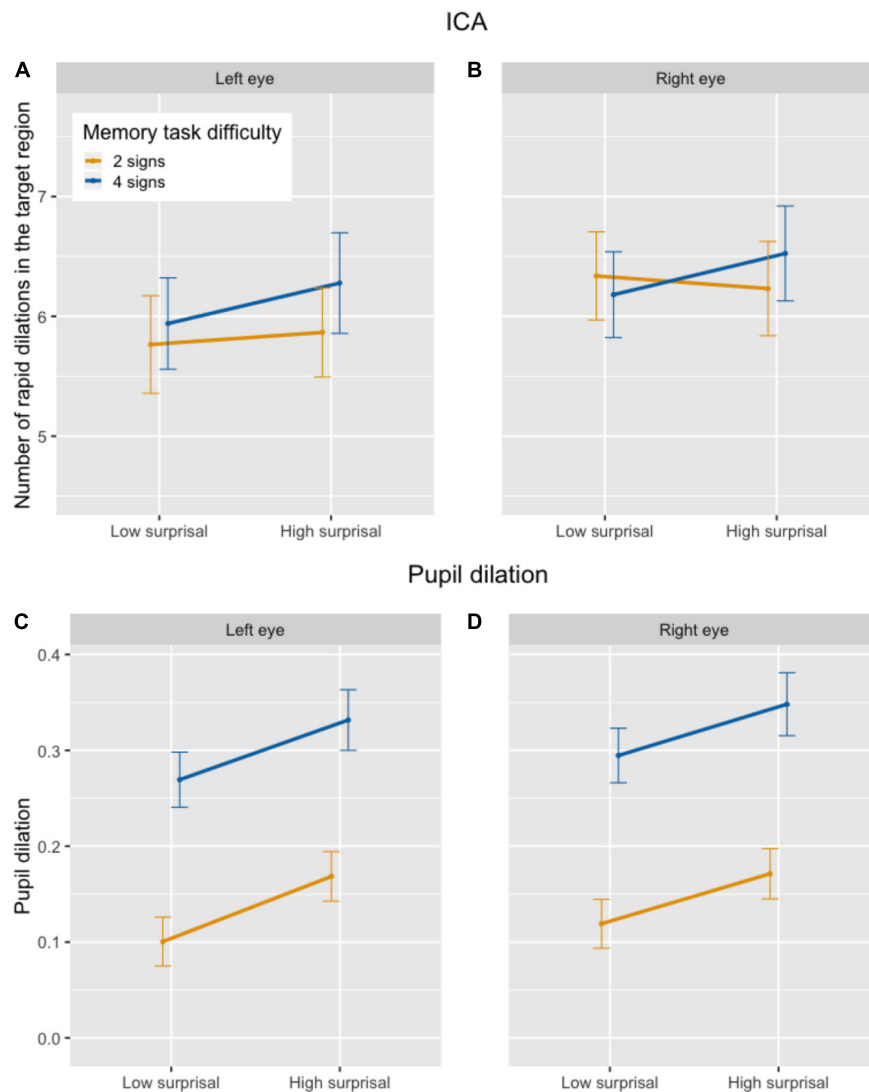 ICA
A
B
Left eye
Right eye
Number of rapid dilations in the target region
Memory task difficulty
2 signs
4 signs
7
6
5
Low surprisal
High surprisal
Low surprisal
High surprisal
Pupil dilation
C
D
Left eye
Right eye
Pupil dilation
0.4
0.3
0.2
0.1
0.0
Low surprisal
High surprisal
Low surprisal
High surprisal